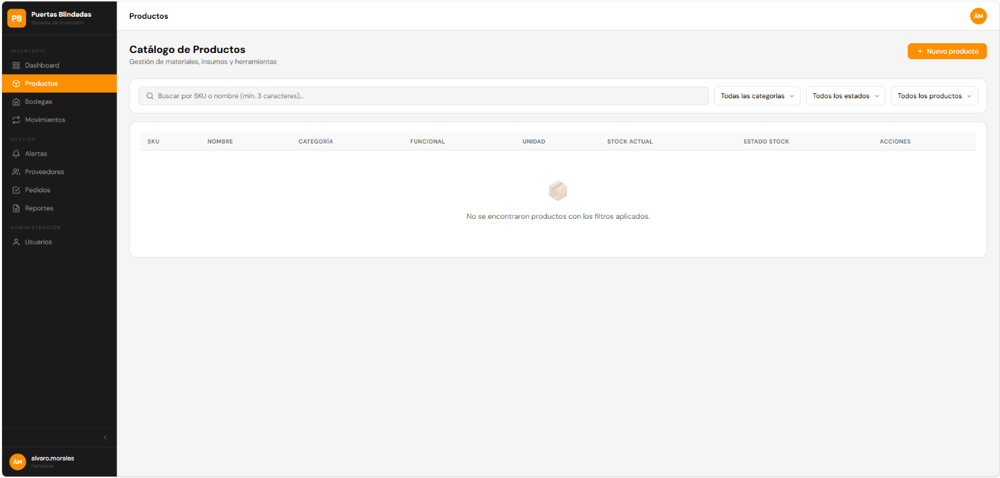 PB
Puertas Blindadas
Sistema de Inventario
INVENTARIO
Dashboard
Productos
Bodegas
Movimientos
GESTIÓN
Alertas
Proveedores
Pedidos
Reportes
ADMINISTRACIÓN
Usuarios
ÁM
alvaro.morales
Gerencia
Productos
ÁM
Catálogo de Productos
Gestión de materiales, insumos y herramientas
+ Nuevo producto
Buscar por SKU o nombre (mín. 3 caracteres)...
Todas las categorías
Todos los estados
Todos los productos
SKU NOMBRE CATEGORÍA FUNCIONAL UNIDAD STOCK ACTUAL ESTADO STOCK ACCIONES
No se encontraron productos con los filtros aplicados.